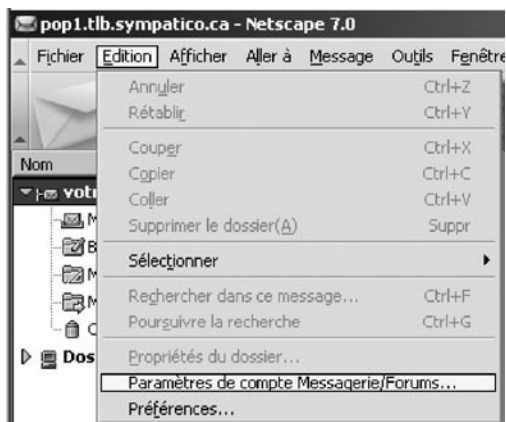 pop1.tlb.sympatico.ca - Netscape 7.0
Fichier Edition Afficher Aller à Message Outils Fenêtre
Annuler Ctrl+Z
Rétablir Ctrl+Y
Couper Ctrl+X
Copier Ctrl+C
Coller Ctrl+V
Supprimer le dossier(A) Suppr
Sélectionner
Rechercher dans ce message... Ctrl+F
Poursuivre la recherche Ctrl+G
Propriétés du dossier...
Paramètres de compte Messagerie/Forums...
Préférences...
Nom
votr
M
B
M
M
C
Dos